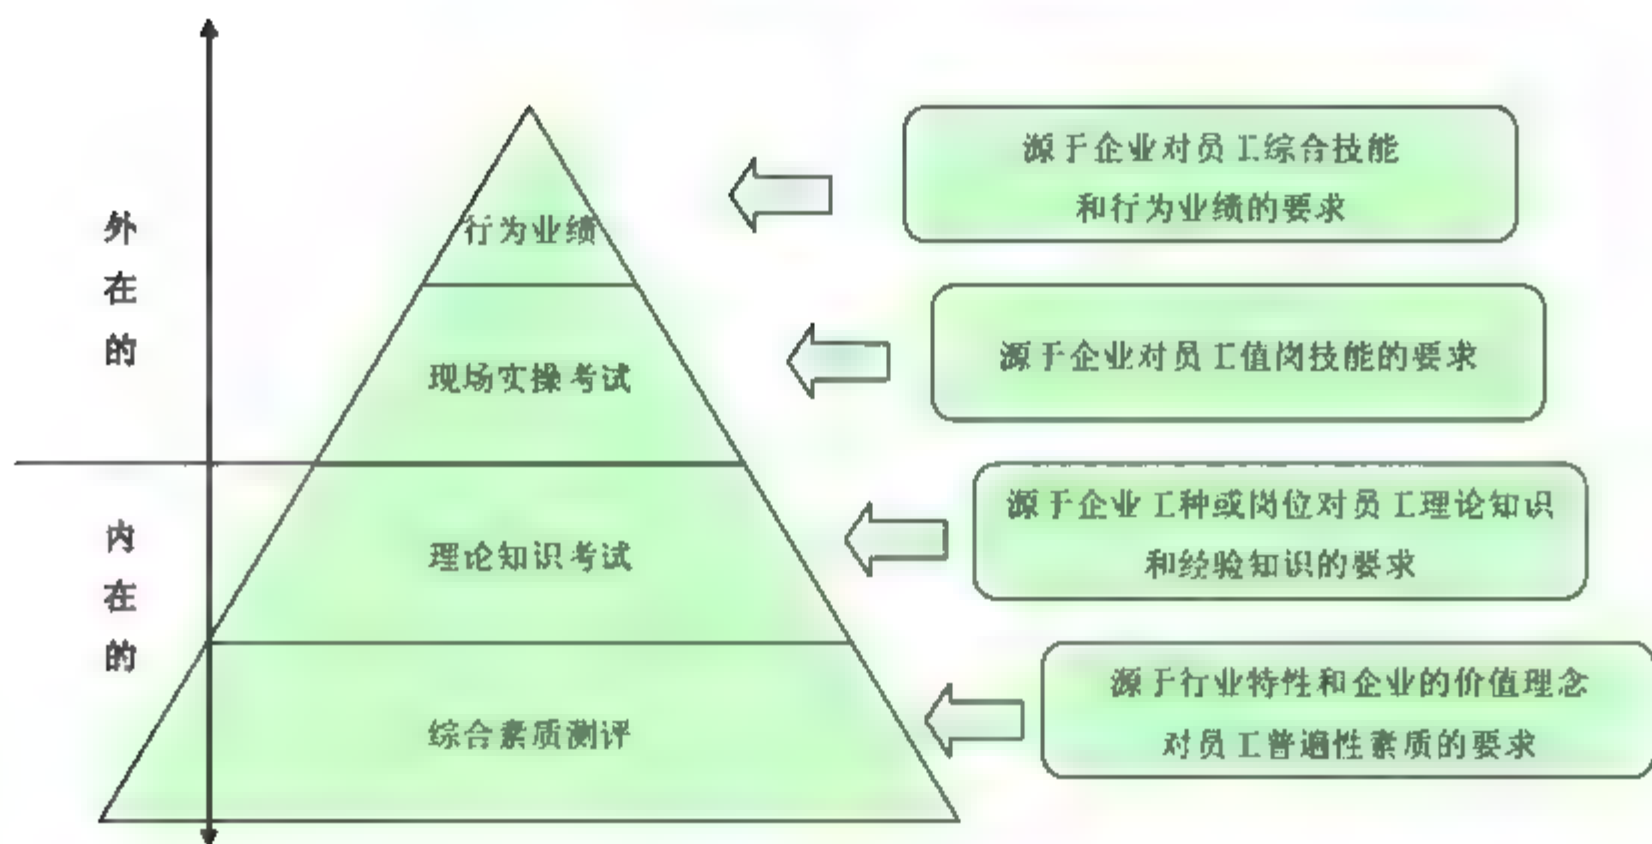 外在的
内在的
行为业绩
现场实操考试
理论知识考试
综合素质测评
源于企业对员工综合技能
和行为业绩的要求
源于企业对员工值岗技能的要求
源于企业工种或岗位对员工理论知识
和经验知识的要求
源于行业特性和企业的价值理念
对员工普遍性素质的要求